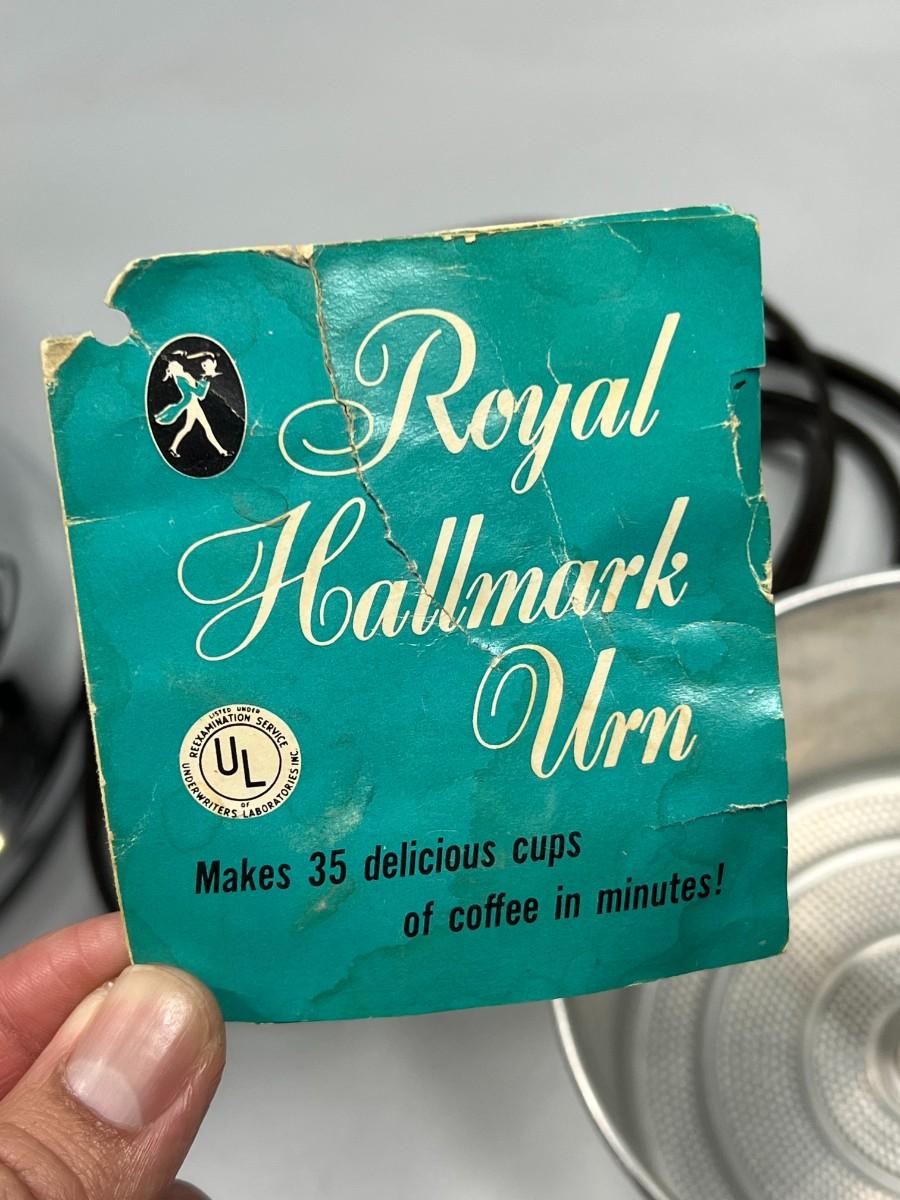 Royal
Hallmark
Urn
LISTED UNDER
REEXAMINATION SERVICE
UL
OF
UNDERWRITERS LABORATORIES INC.
Makes 35 delicious cups
of coffee in minutes!